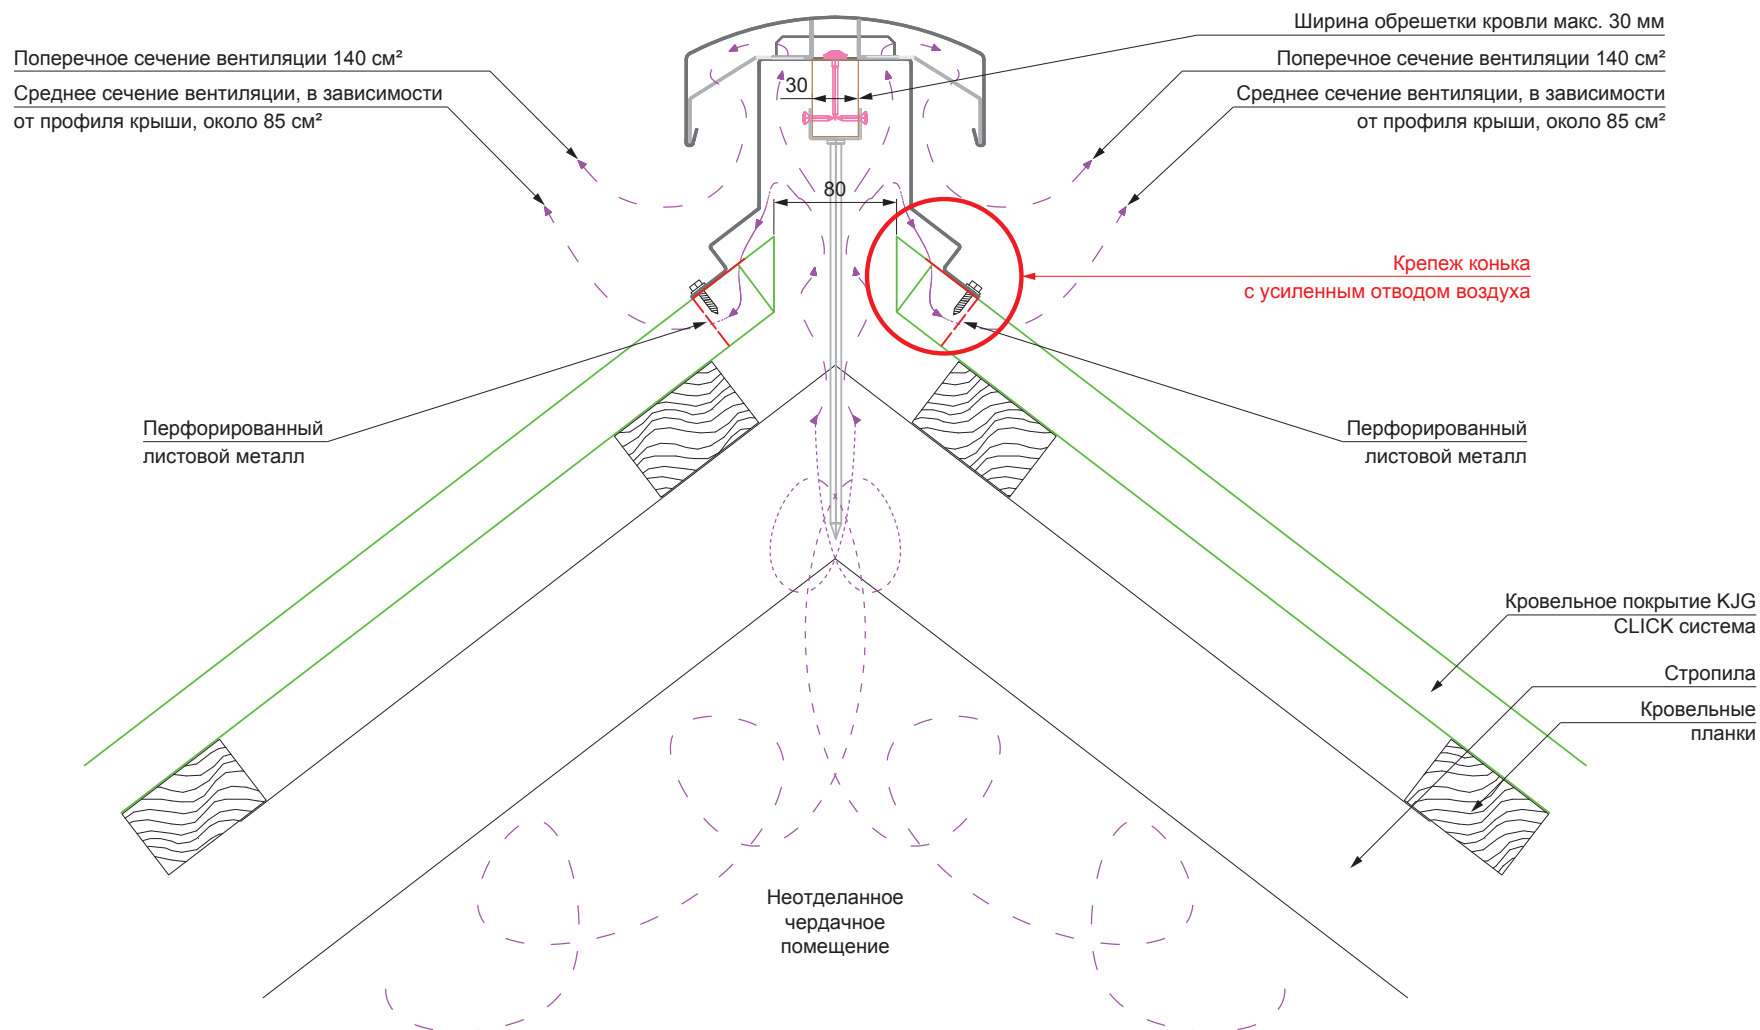 Ширина обрешетки кровли макс. 30 мм
Поперечное сечение вентиляции 140 см²
Поперечное сечение вентиляции 140 см²
Среднее сечение вентиляции, в зависимости
от профиля крыши, около 85 см²
Среднее сечение вентиляции, в зависимости
от профиля крыши, около 85 см²
30
80
Крепеж конька
с усиленным отводом воздуха
Перфорированный
листовой металл
Перфорированный
листовой металл
Кровельное покрытие KJG
CLICK система
Стропила
Кровельные
планки
Неотделанное
чердачное
помещение